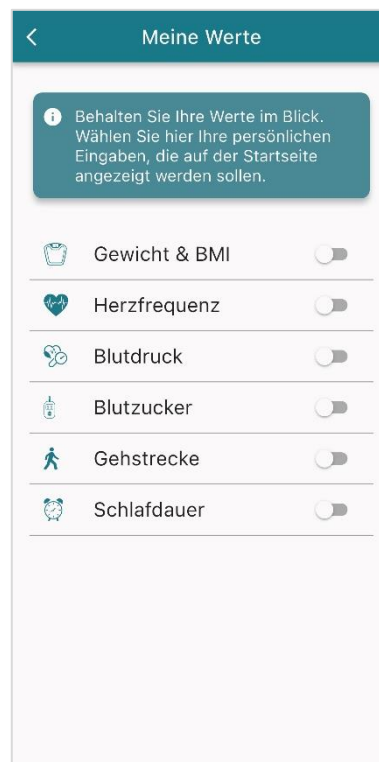 Meine Werte
Behalten Sie Ihre Werte im Blick.
Wählen Sie hier Ihre persönlichen
Eingaben, die auf der Startseite
angezeigt werden sollen.
Gewicht & BMI
Herzfrequenz
Blutdruck
Blutzucker
Gehstrecke
Schlafdauer